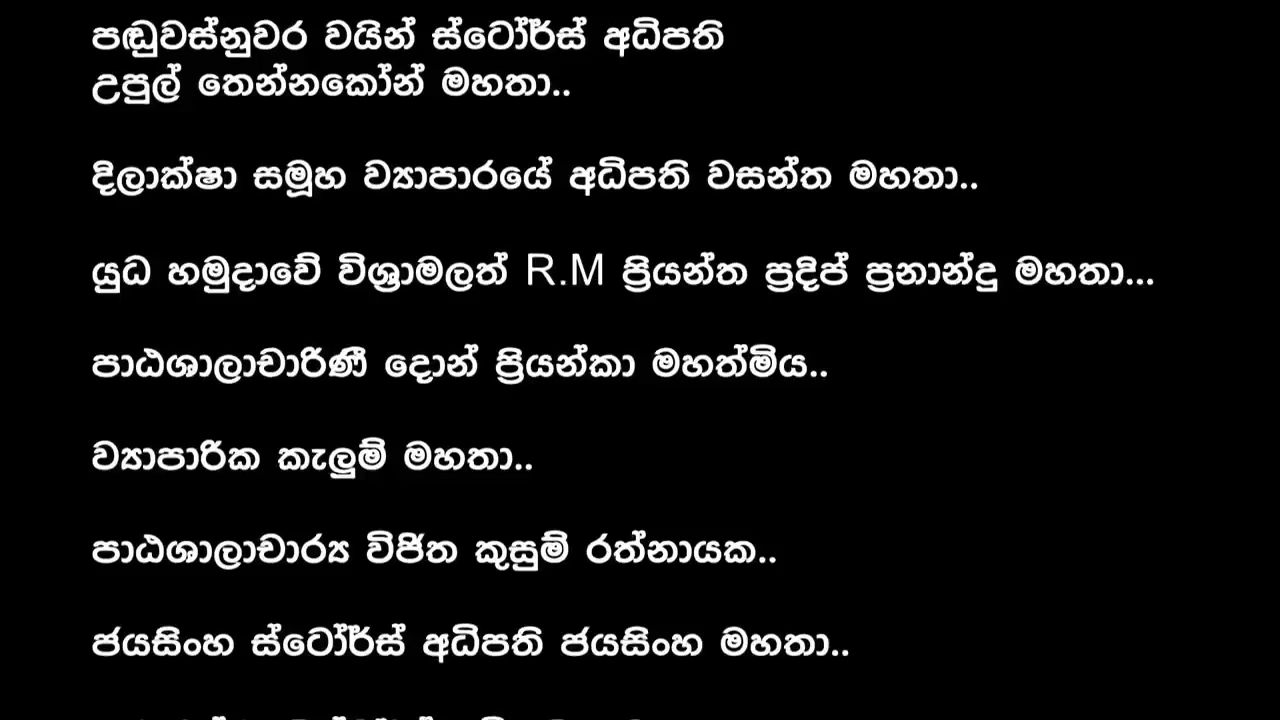 පඬුවස්නුවර වයින් ස්ටෝර්ස් අධිපති
උපුල් තෙන්නකෝන් මහතා..
දිලාක්ෂා සමූහ ව්‍යාපාරයේ අධිපති වසන්ත මහතා..
යුධ හමුදාවේ විශ්‍රාමලත් R.M ප්‍රියන්ත ප්‍රදිප් ප්‍රනාන්දු මහතා...
පාඨශාලාචාරිණී දොන් ප්‍රියන්කා මහත්මිය..
ව්‍යාපාරික කැලුම් මහතා..
පාඨශාලාචාර්‍ය විජිත කුසුම් රත්නායක..
ජයසිංහ ස්ටෝර්ස් අධිපති ජයසිංහ මහතා..